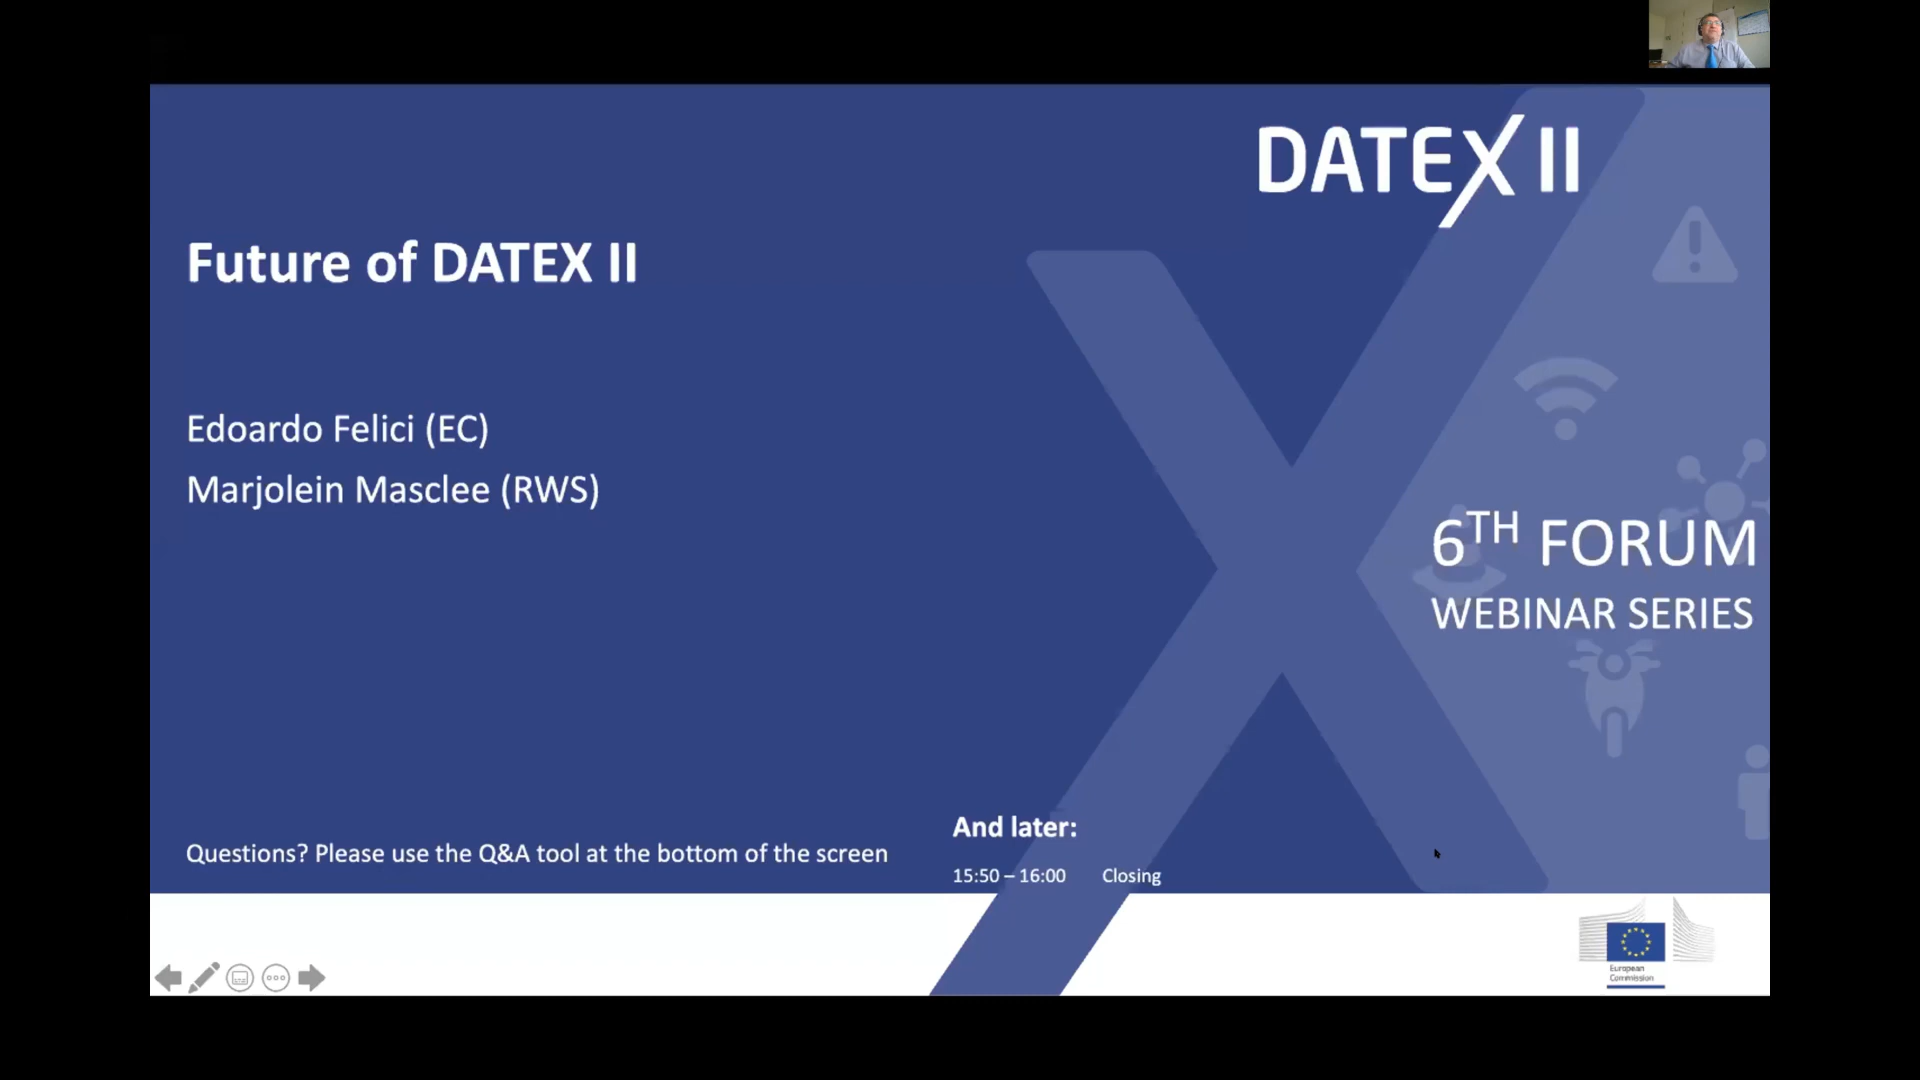 DATEX II
Future of DATEX II
Edoardo Felici (EC)
Marjolein Masclee (RWS)
6TH FORUM
WEBINAR SERIES
Questions? Please use the Q&A tool at the bottom of the screen
And later:
15:50 – 16:00 Closing
European
Commission